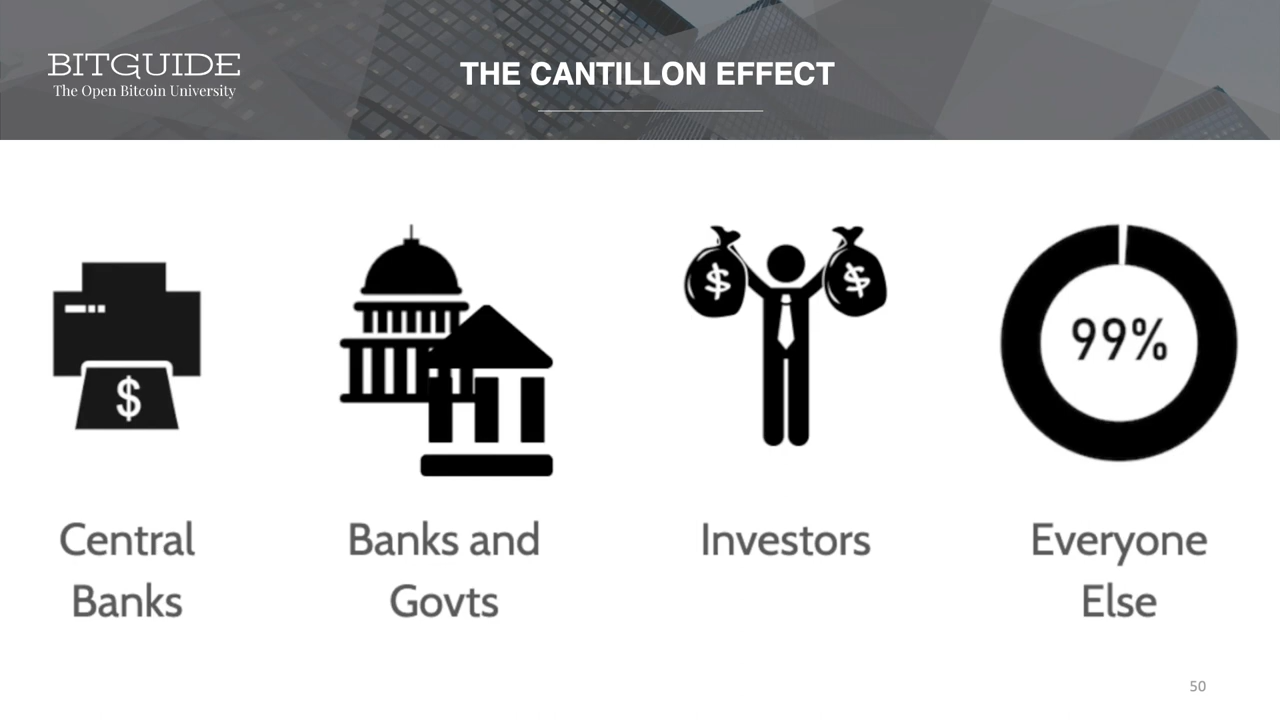 BITGUIDE
The Open Bitcoin University
THE CANTILLON EFFECT
$
$
$
99%
Central
Banks
Banks and
Govts
Investors
Everyone
Else
50